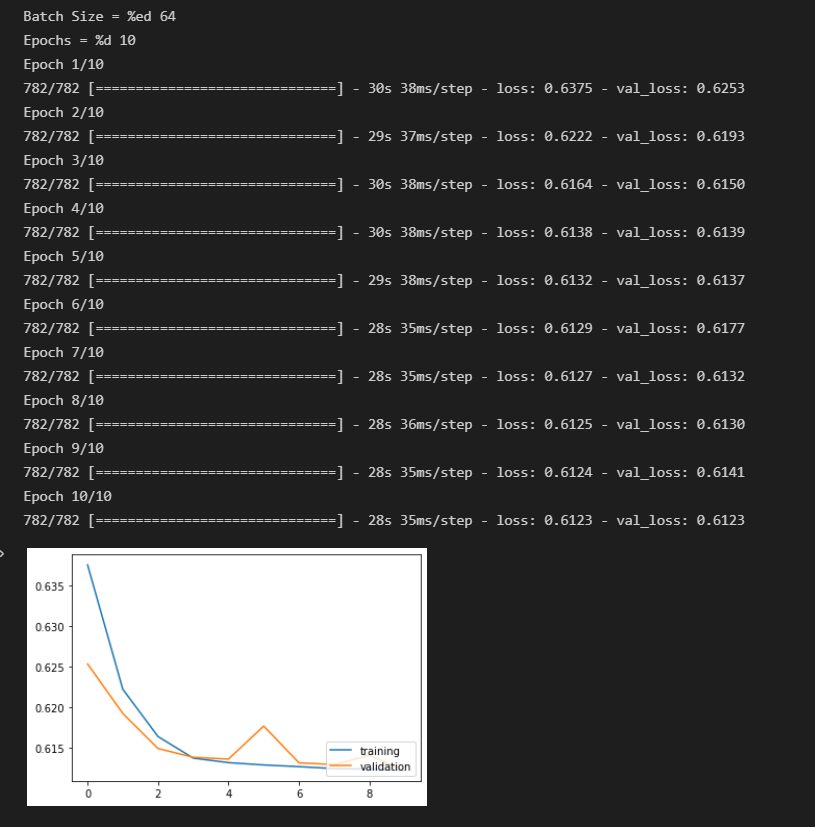 Batch Size = %ed 64
Epochs = %d 10
Epoch 1/10
782/782 [==============================] - 30s 38ms/step - loss: 0.6375 - val_loss: 0.6253
Epoch 2/10
782/782 [==============================] - 29s 37ms/step - loss: 0.6222 - val_loss: 0.6193
Epoch 3/10
782/782 [==============================] - 30s 38ms/step - loss: 0.6164 - val_loss: 0.6150
Epoch 4/10
782/782 [==============================] - 30s 38ms/step - loss: 0.6138 - val_loss: 0.6139
Epoch 5/10
782/782 [==============================] - 29s 38ms/step - loss: 0.6132 - val_loss: 0.6137
Epoch 6/10
782/782 [==============================] - 28s 35ms/step - loss: 0.6129 - val_loss: 0.6177
Epoch 7/10
782/782 [==============================] - 28s 35ms/step - loss: 0.6127 - val_loss: 0.6132
Epoch 8/10
782/782 [==============================] - 28s 36ms/step - loss: 0.6125 - val_loss: 0.6130
Epoch 9/10
782/782 [==============================] - 28s 35ms/step - loss: 0.6124 - val_loss: 0.6141
Epoch 10/10
782/782 [==============================] - 28s 35ms/step - loss: 0.6123 - val_loss: 0.6123
0.635
0.630
0.625
0.620
0.615
training
validation
0 2 4 6 8